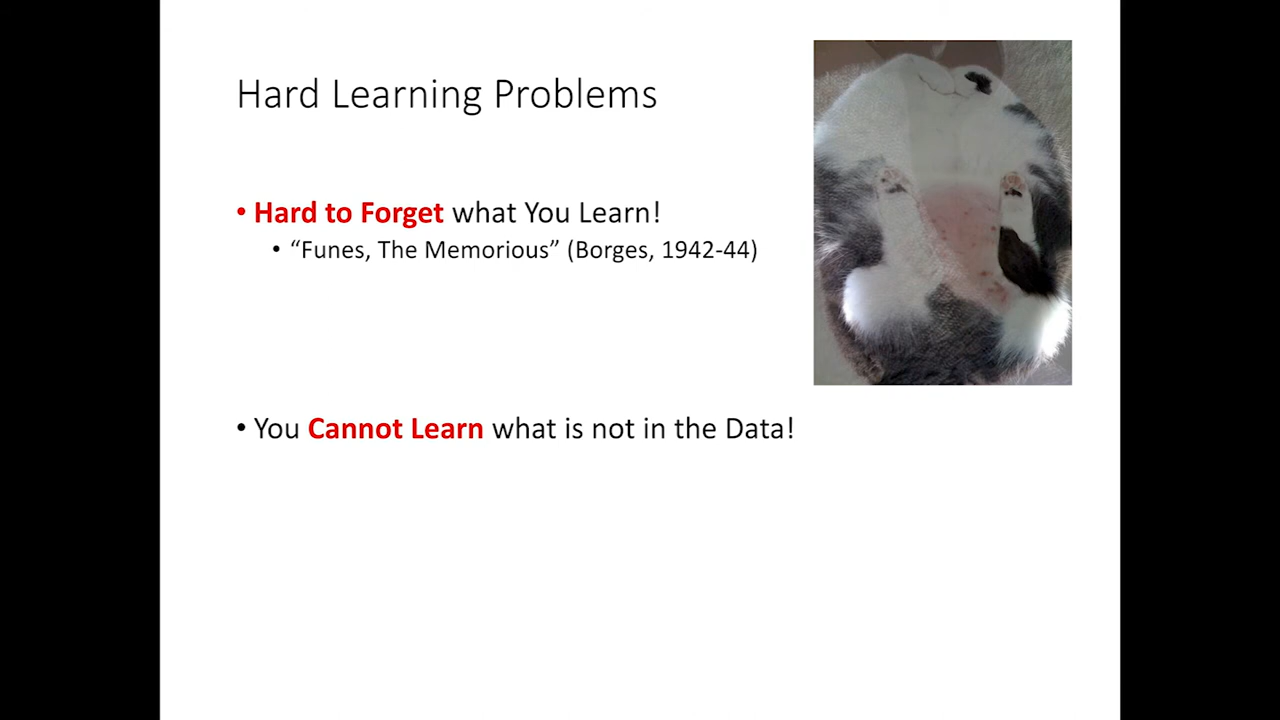 Hard Learning Problems
• Hard to Forget what You Learn!
• “Funes, The Memorious” (Borges, 1942-44)
• You Cannot Learn what is not in the Data!